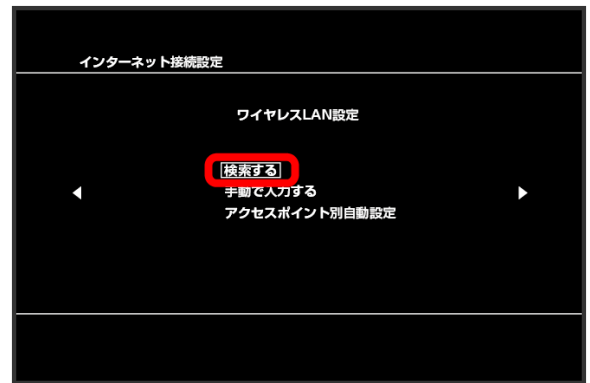 インターネット接続設定
ワイヤレスLAN設定
検索する
手動で入力する
アクセスポイント別自動設定